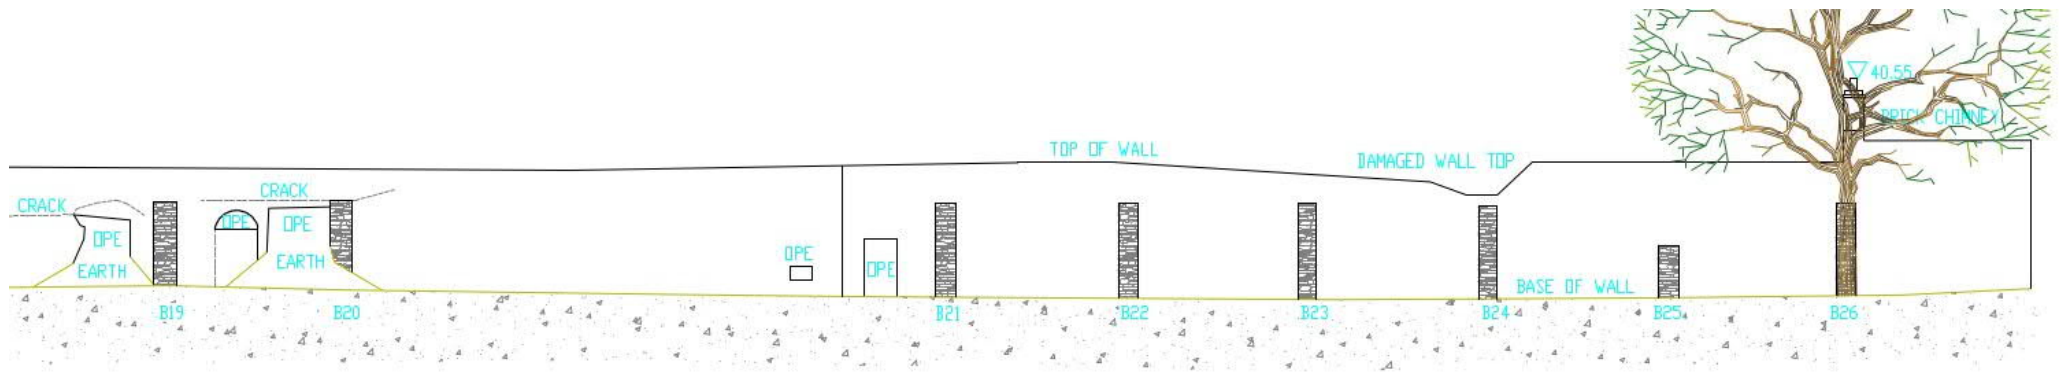 40.55
BRICK CHIMNEY
TOP OF WALL
DAMAGED WALL TOP
CRACK
CRACK
OPE
OPE
OPE
OPE
OPE
EARTH
EARTH
BASE OF WALL
B19
B20
B21
B22
B23
B24
B25
B26